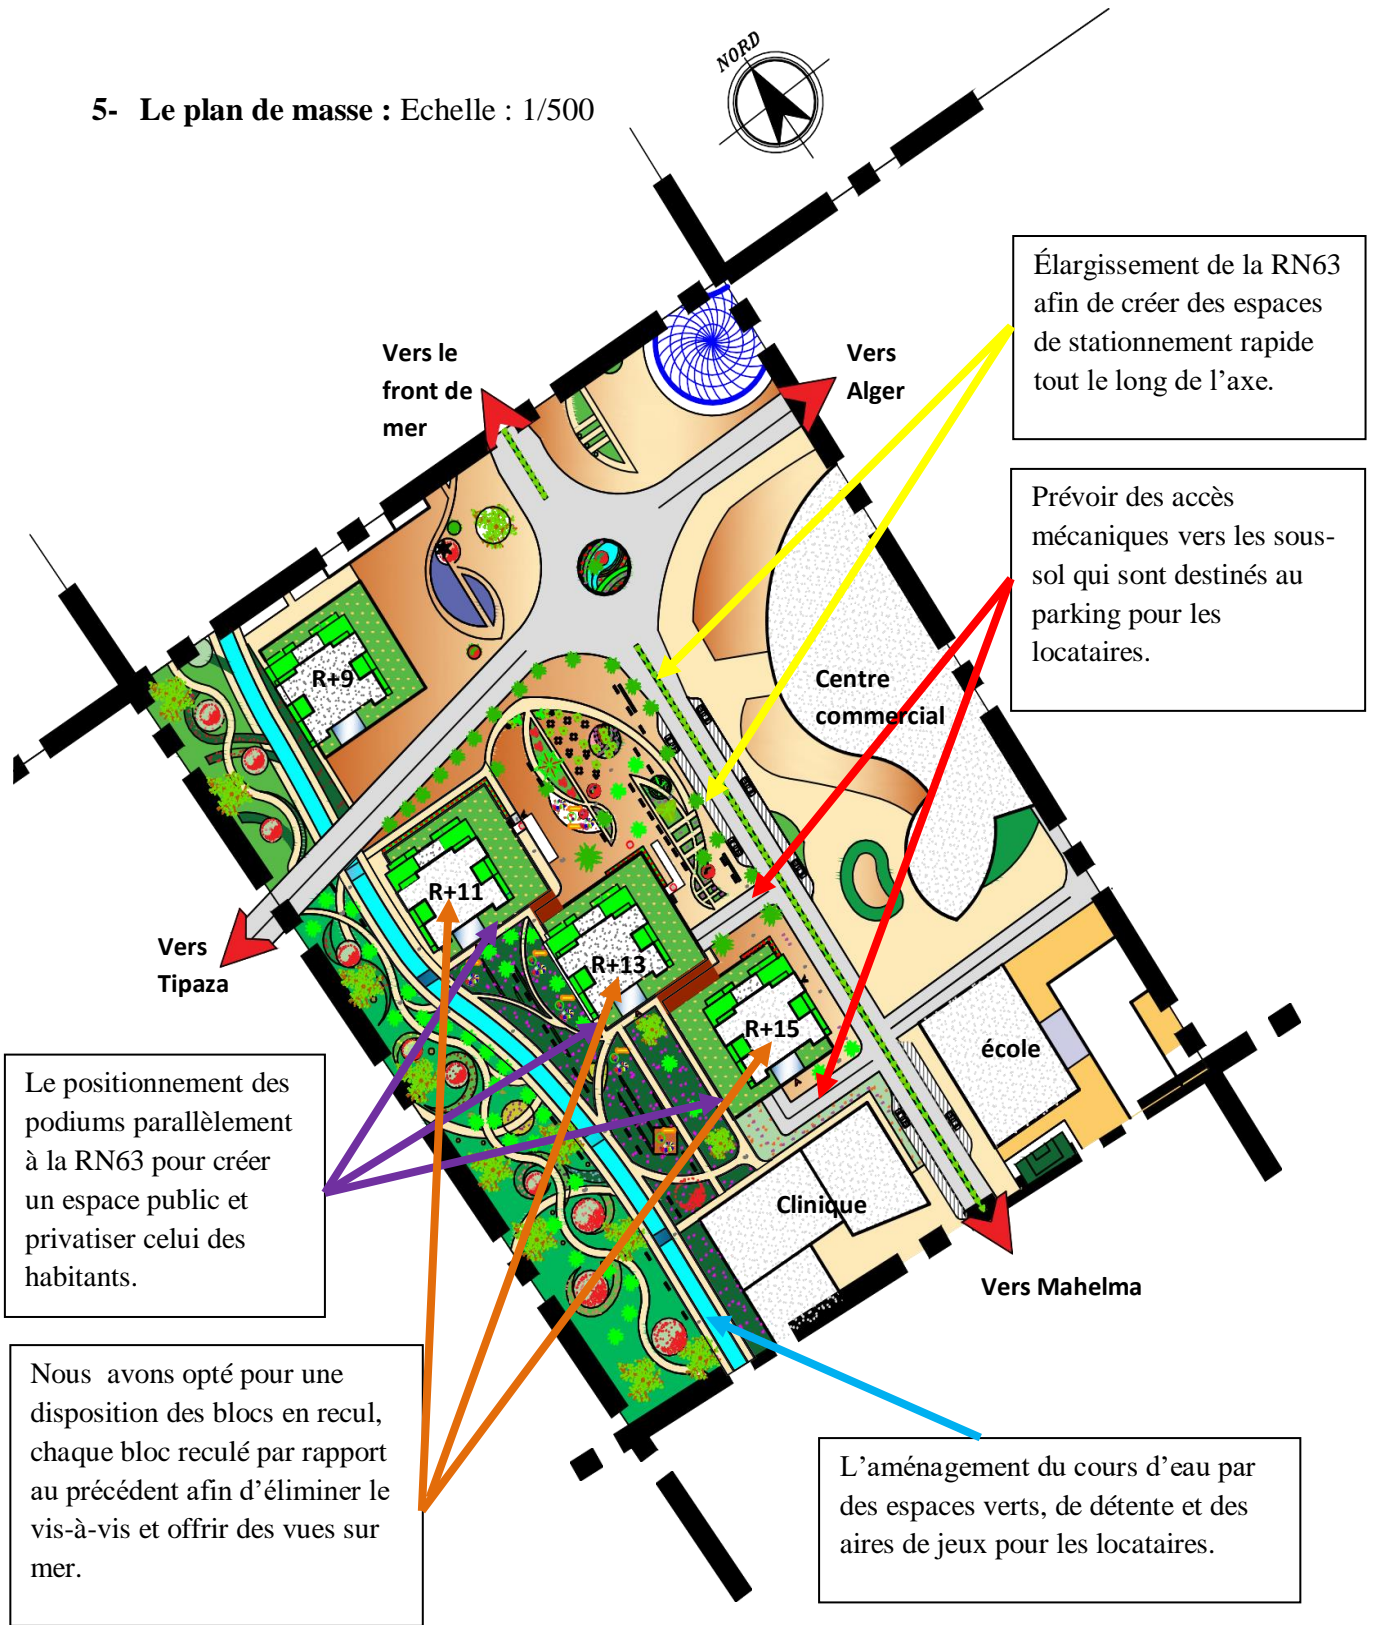 NORD
5- Le plan de masse : Echelle : 1/500
Élargissement de la RN63
afin de créer des espaces
de stationnement rapide
tout le long de l’axe.
Vers le
front de
mer
Vers
Alger
Prévoir des accès
mécaniques vers les sous-
sol qui sont destinés au
parking pour les
locataires.
R+9
Centre
commercial
R+11
Vers
Tipaza
R+13
R+15
école
Le positionnement des
podiums parallèlement
à la RN63 pour créer
un espace public et
privatiser celui des
habitants.
Clinique
Vers Mahelma
Nous avons opté pour une
disposition des blocs en recul,
chaque bloc reculé par rapport
au précédent afin d’éliminer le
vis-à-vis et offrir des vues sur
mer.
L’aménagement du cours d’eau par
des espaces verts, de détente et des
aires de jeux pour les locataires.